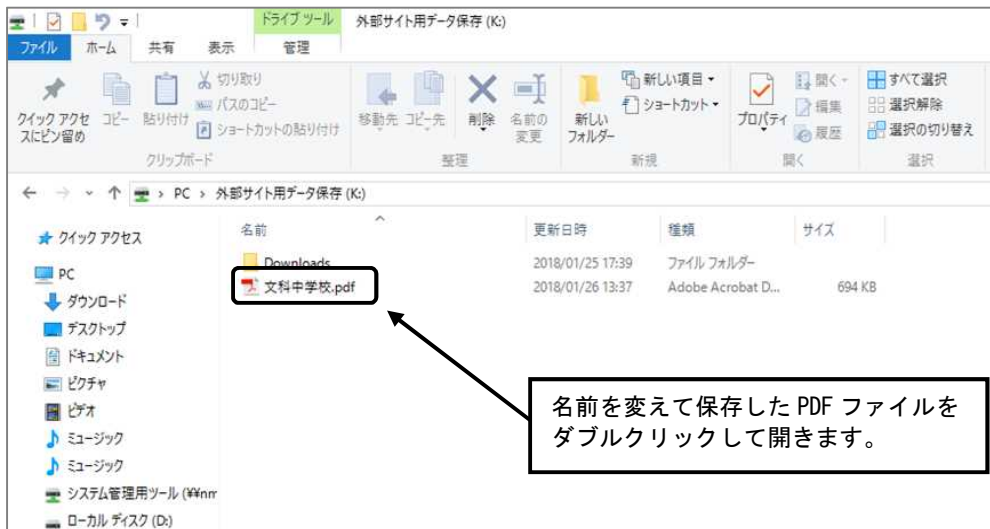 ドライブ ツール 外部サイト用データ保存 (K:)
ファイル ホーム 共有 表示 管理
クイック アクセスにピン留め
コピー
貼り付け
切り取り
パスのコピー
ショートカットの貼り付け
クリップボード
移動先
コピー先
削除
名前の変更
整理
新しいフォルダー
新しい項目
ショートカット
新規
プロパティ
開く
編集
履歴
開く
すべて選択
選択解除
選択の切り替え
選択
PC › 外部サイト用データ保存 (K:)
名前 更新日時 種類 サイズ
Downloads 2018/01/25 17:39 ファイル フォルダー
文科中学校.pdf 2018/01/26 13:37 Adobe Acrobat D... 694 KB
クイック アクセス
PC
ダウンロード
デスクトップ
ドキュメント
ピクチャ
ビデオ
ミュージック
ミュージック
システム管理用ツール (¥¥nm
ローカル ディスク (D:)
名前を変えて保存した PDF ファイルを
ダブルクリックして開きます。